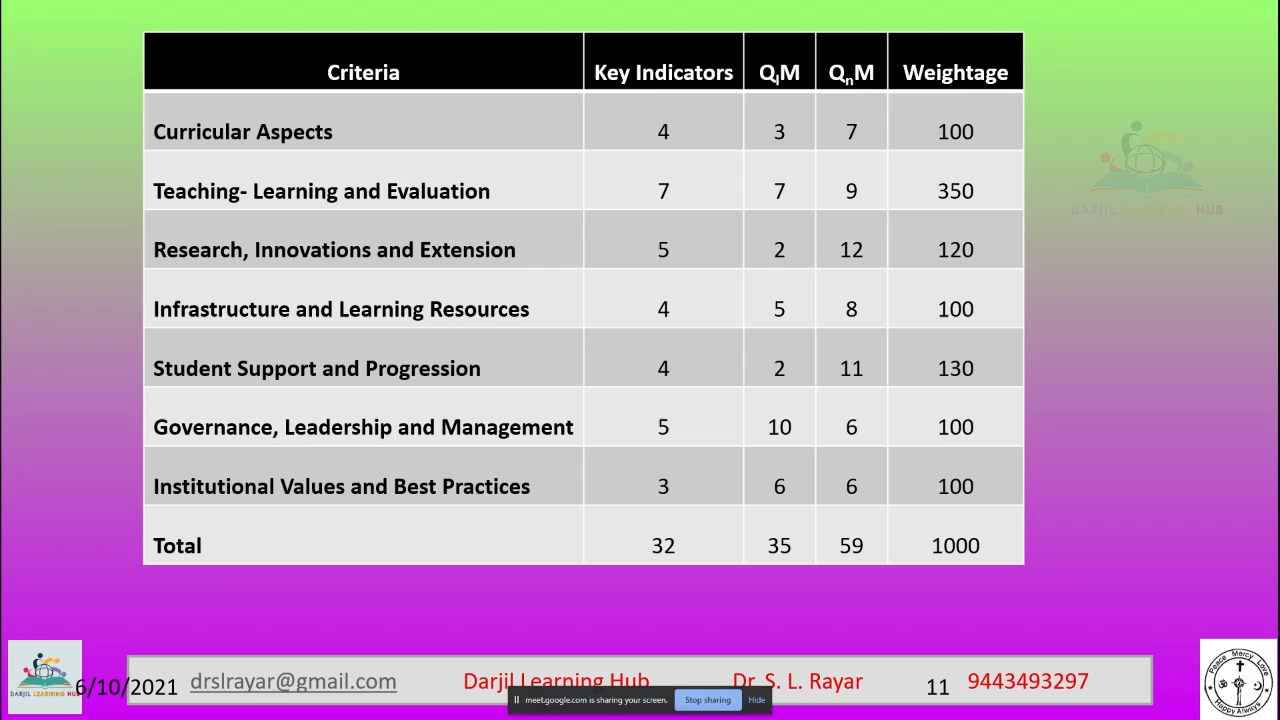 Criteria Key Indicators QlM QnM Weightage
Curricular Aspects 4 3 7 100
Teaching- Learning and Evaluation 7 7 9 350
Research, Innovations and Extension 5 2 12 120
Infrastructure and Learning Resources 4 5 8 100
Student Support and Progression 4 2 11 130
Governance, Leadership and Management 5 10 6 100
Institutional Values and Best Practices 3 6 6 100
Total 32 35 59 1000
DARJIL LEARNING HUB
DARJIL LEARNING HUB
6/10/2021 drslrayar@gmail.com Darjil Learning Hub Dr. S. L. Rayar 11 9443493297
meet.google.com is sharing your screen. Stop sharing Hide
Peace Mercy Love
Happy Always